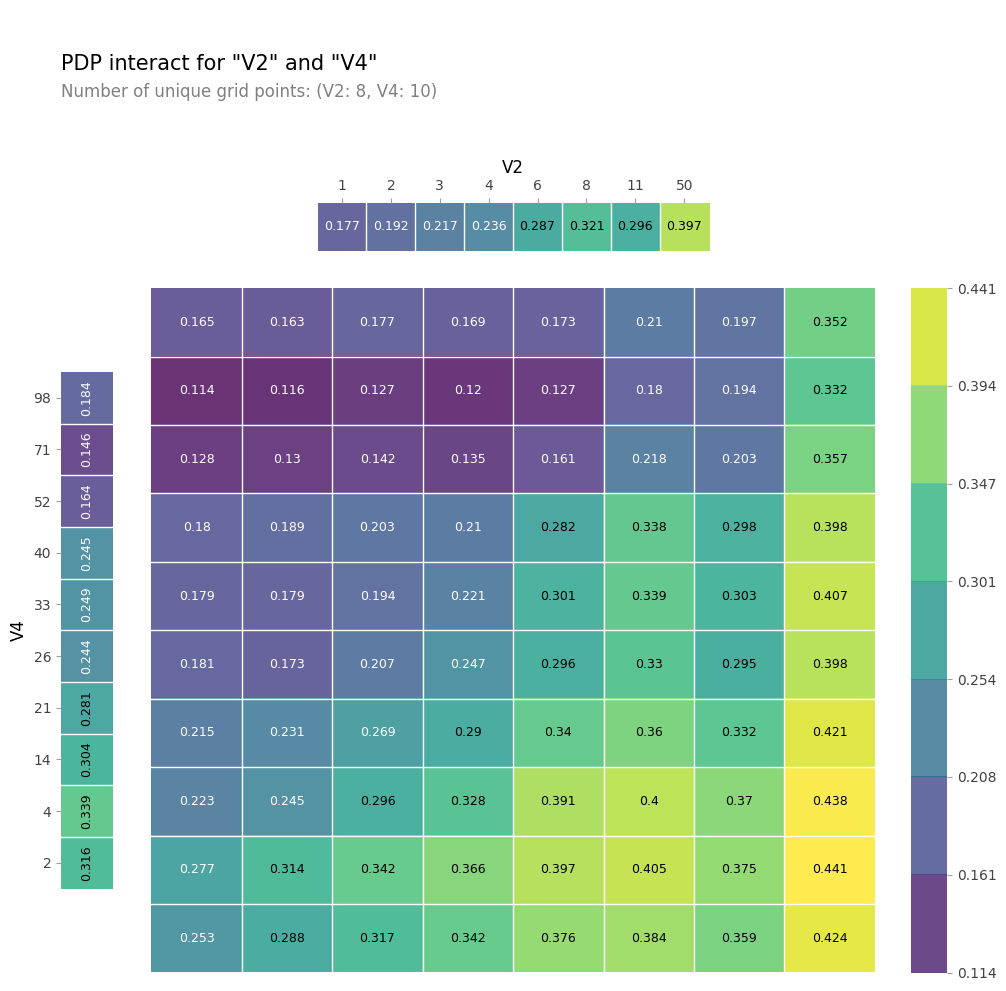 PDP interact for "V2" and "V4"
Number of unique grid points: (V2: 8, V4: 10)
V2
1 2 3 4 6 8 11 50
0.177 0.192 0.217 0.236 0.287 0.321 0.296 0.397
V4
98 0.184
71 0.146
52 0.164
40 0.245
33 0.249
26 0.244
21 0.281
14 0.304
4 0.339
2 0.316
0.165 0.163 0.177 0.169 0.173 0.21 0.197 0.352
0.114 0.116 0.127 0.12 0.127 0.18 0.194 0.332
0.128 0.13 0.142 0.135 0.161 0.218 0.203 0.357
0.18 0.189 0.203 0.21 0.282 0.338 0.298 0.398
0.179 0.179 0.194 0.221 0.301 0.339 0.303 0.407
0.181 0.173 0.207 0.247 0.296 0.33 0.295 0.398
0.215 0.231 0.269 0.29 0.34 0.36 0.332 0.421
0.223 0.245 0.296 0.328 0.391 0.4 0.37 0.438
0.277 0.314 0.342 0.366 0.397 0.405 0.375 0.441
0.253 0.288 0.317 0.342 0.376 0.384 0.359 0.424
0.441
0.394
0.347
0.301
0.254
0.208
0.161
0.114